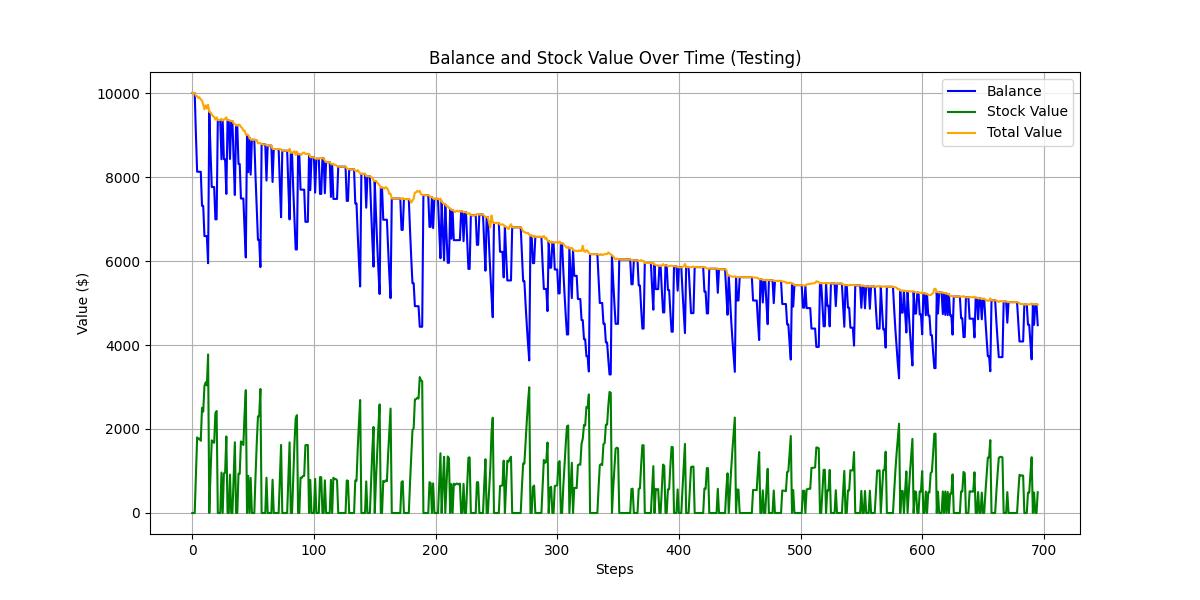 Balance and Stock Value Over Time (Testing)
Balance
Stock Value
Total Value
10000
8000
6000
4000
2000
0
Value ($)
0 100 200 300 400 500 600 700
Steps